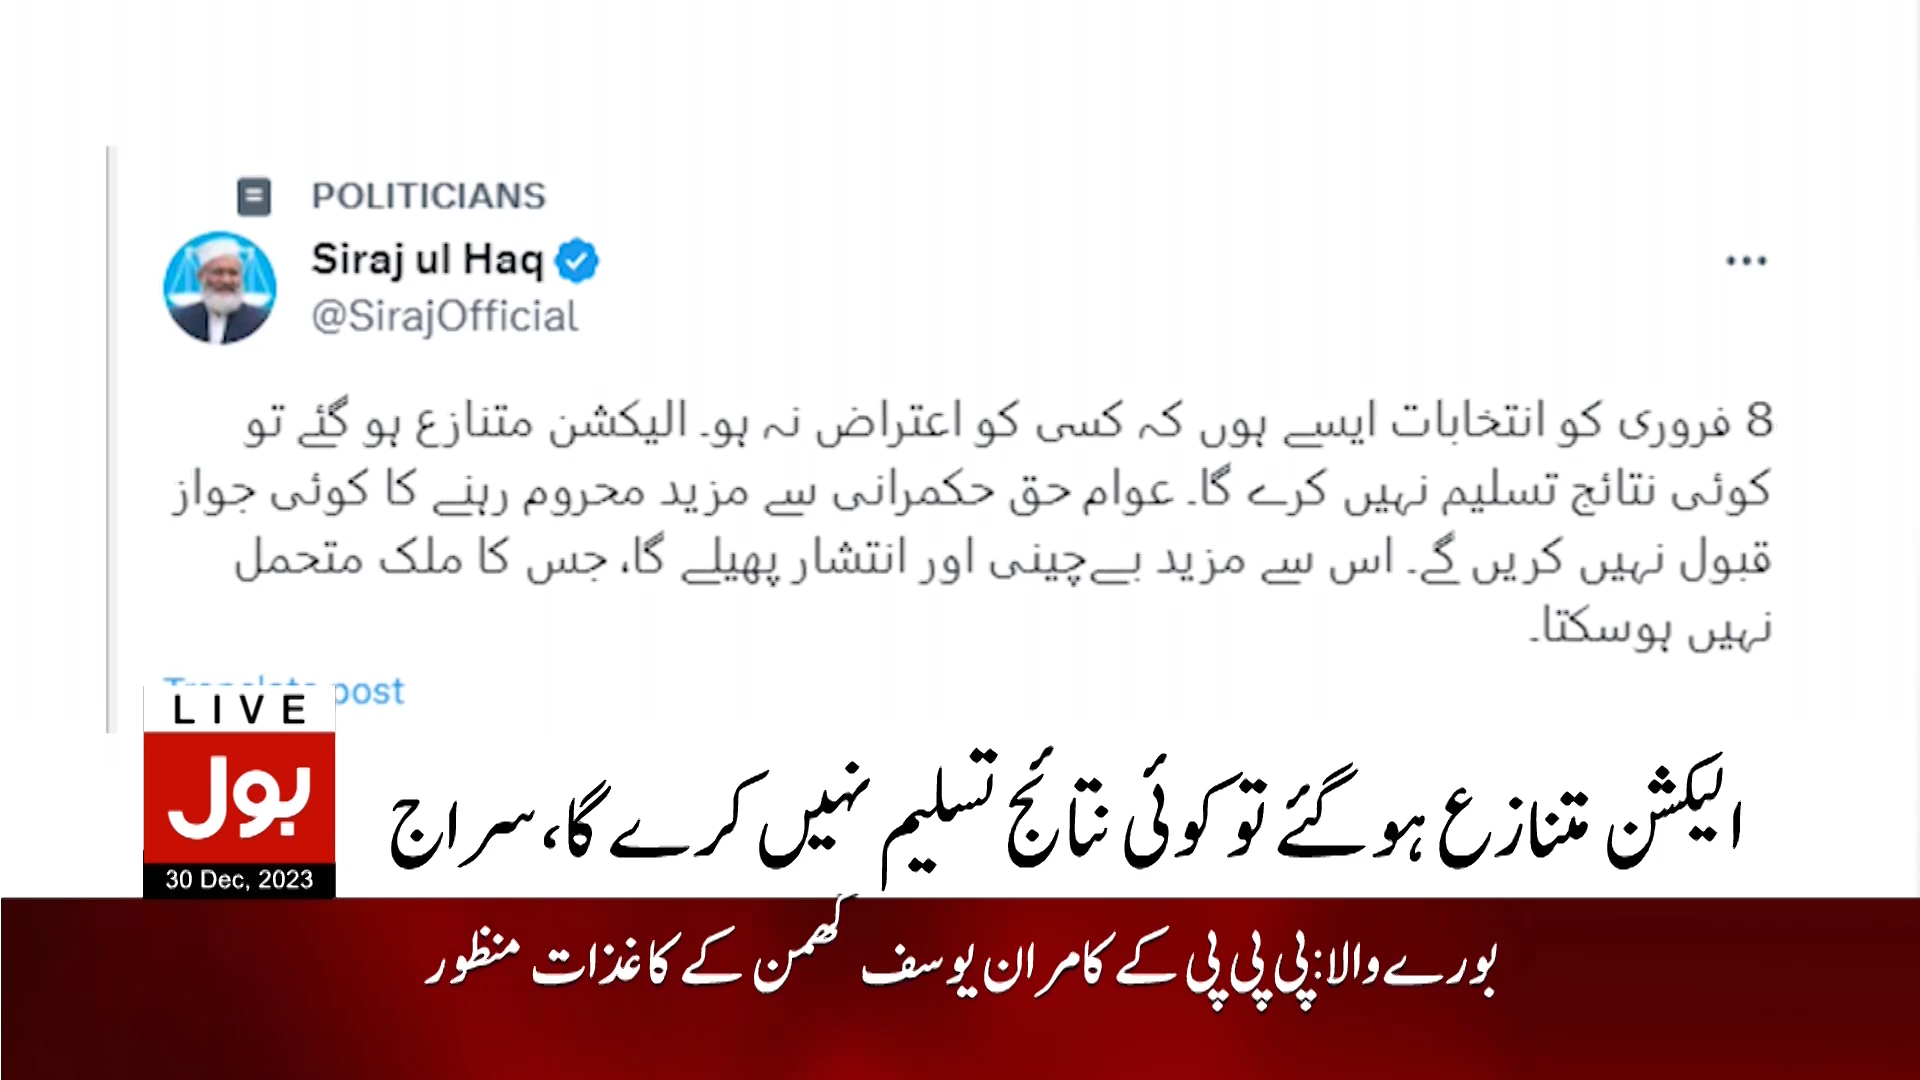 POLITICIANS
Siraj ul Haq
@SirajOfficial
8 فروری کو انتخابات ایسے ہوں کہ کسی کو اعتراض نہ ہو۔ الیکشن متنازع ہو گئے تو
کوئی نتائج تسلیم نہیں کرے گا۔ عوام حق حکمرانی سے مزید محروم رہنے کا کوئی جواز
قبول نہیں کریں گے۔ اس سے مزید بےچینی اور انتشار پھیلے گا، جس کا ملک متحمل
نہیں ہوسکتا۔
Translate post
LIVE
بول
30 Dec, 2023
الیکشن متنازع ہوگئے تو کوئی نتائج تسلیم نہیں کرے گا، سراج
بورے والا: پی پی پی کے کامران یوسف گھمن کے کاغذات منظور